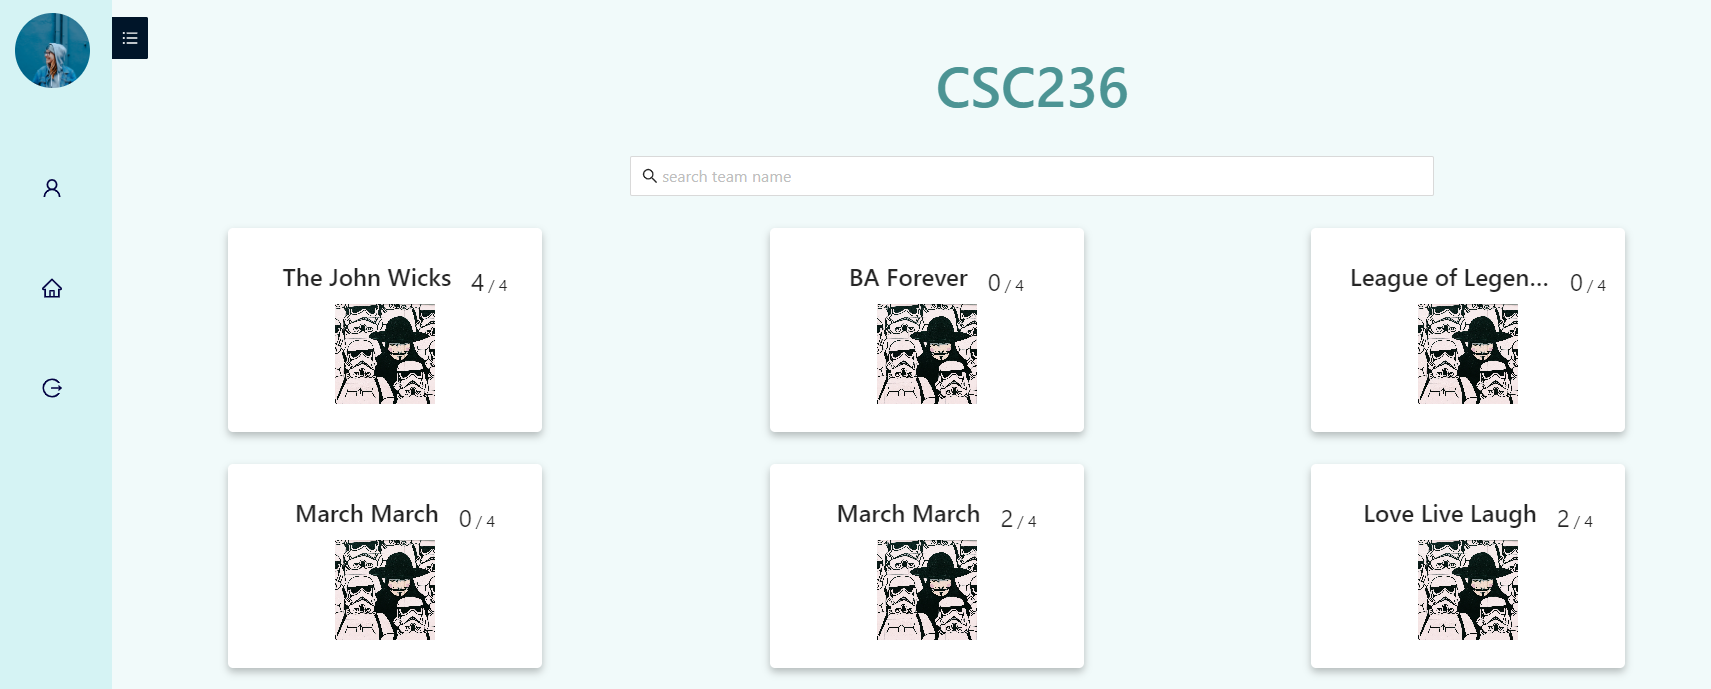 CSC236
search team name
The John Wicks 4 / 4
BA Forever 0 / 4
League of Legen... 0 / 4
March March 0 / 4
March March 2 / 4
Love Live Laugh 2 / 4